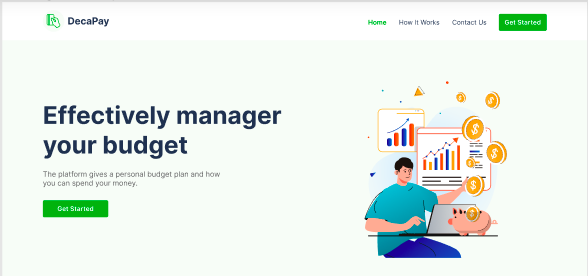 DecaPay
Home How It Works Contact Us Get Started
Effectively manager
your budget
The platform gives a personal budget plan and how
you can spend your money.
Get Started